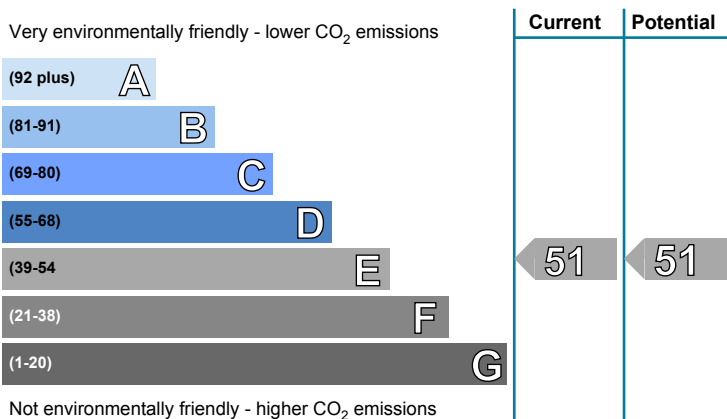 Very environmentally friendly - lower CO2 emissions
Current Potential
(92 plus) A
(81-91) B
(69-80) C
(55-68) D
(39-54 E 51 51
(21-38) F
(1-20) G
Not environmentally friendly - higher CO2 emissions